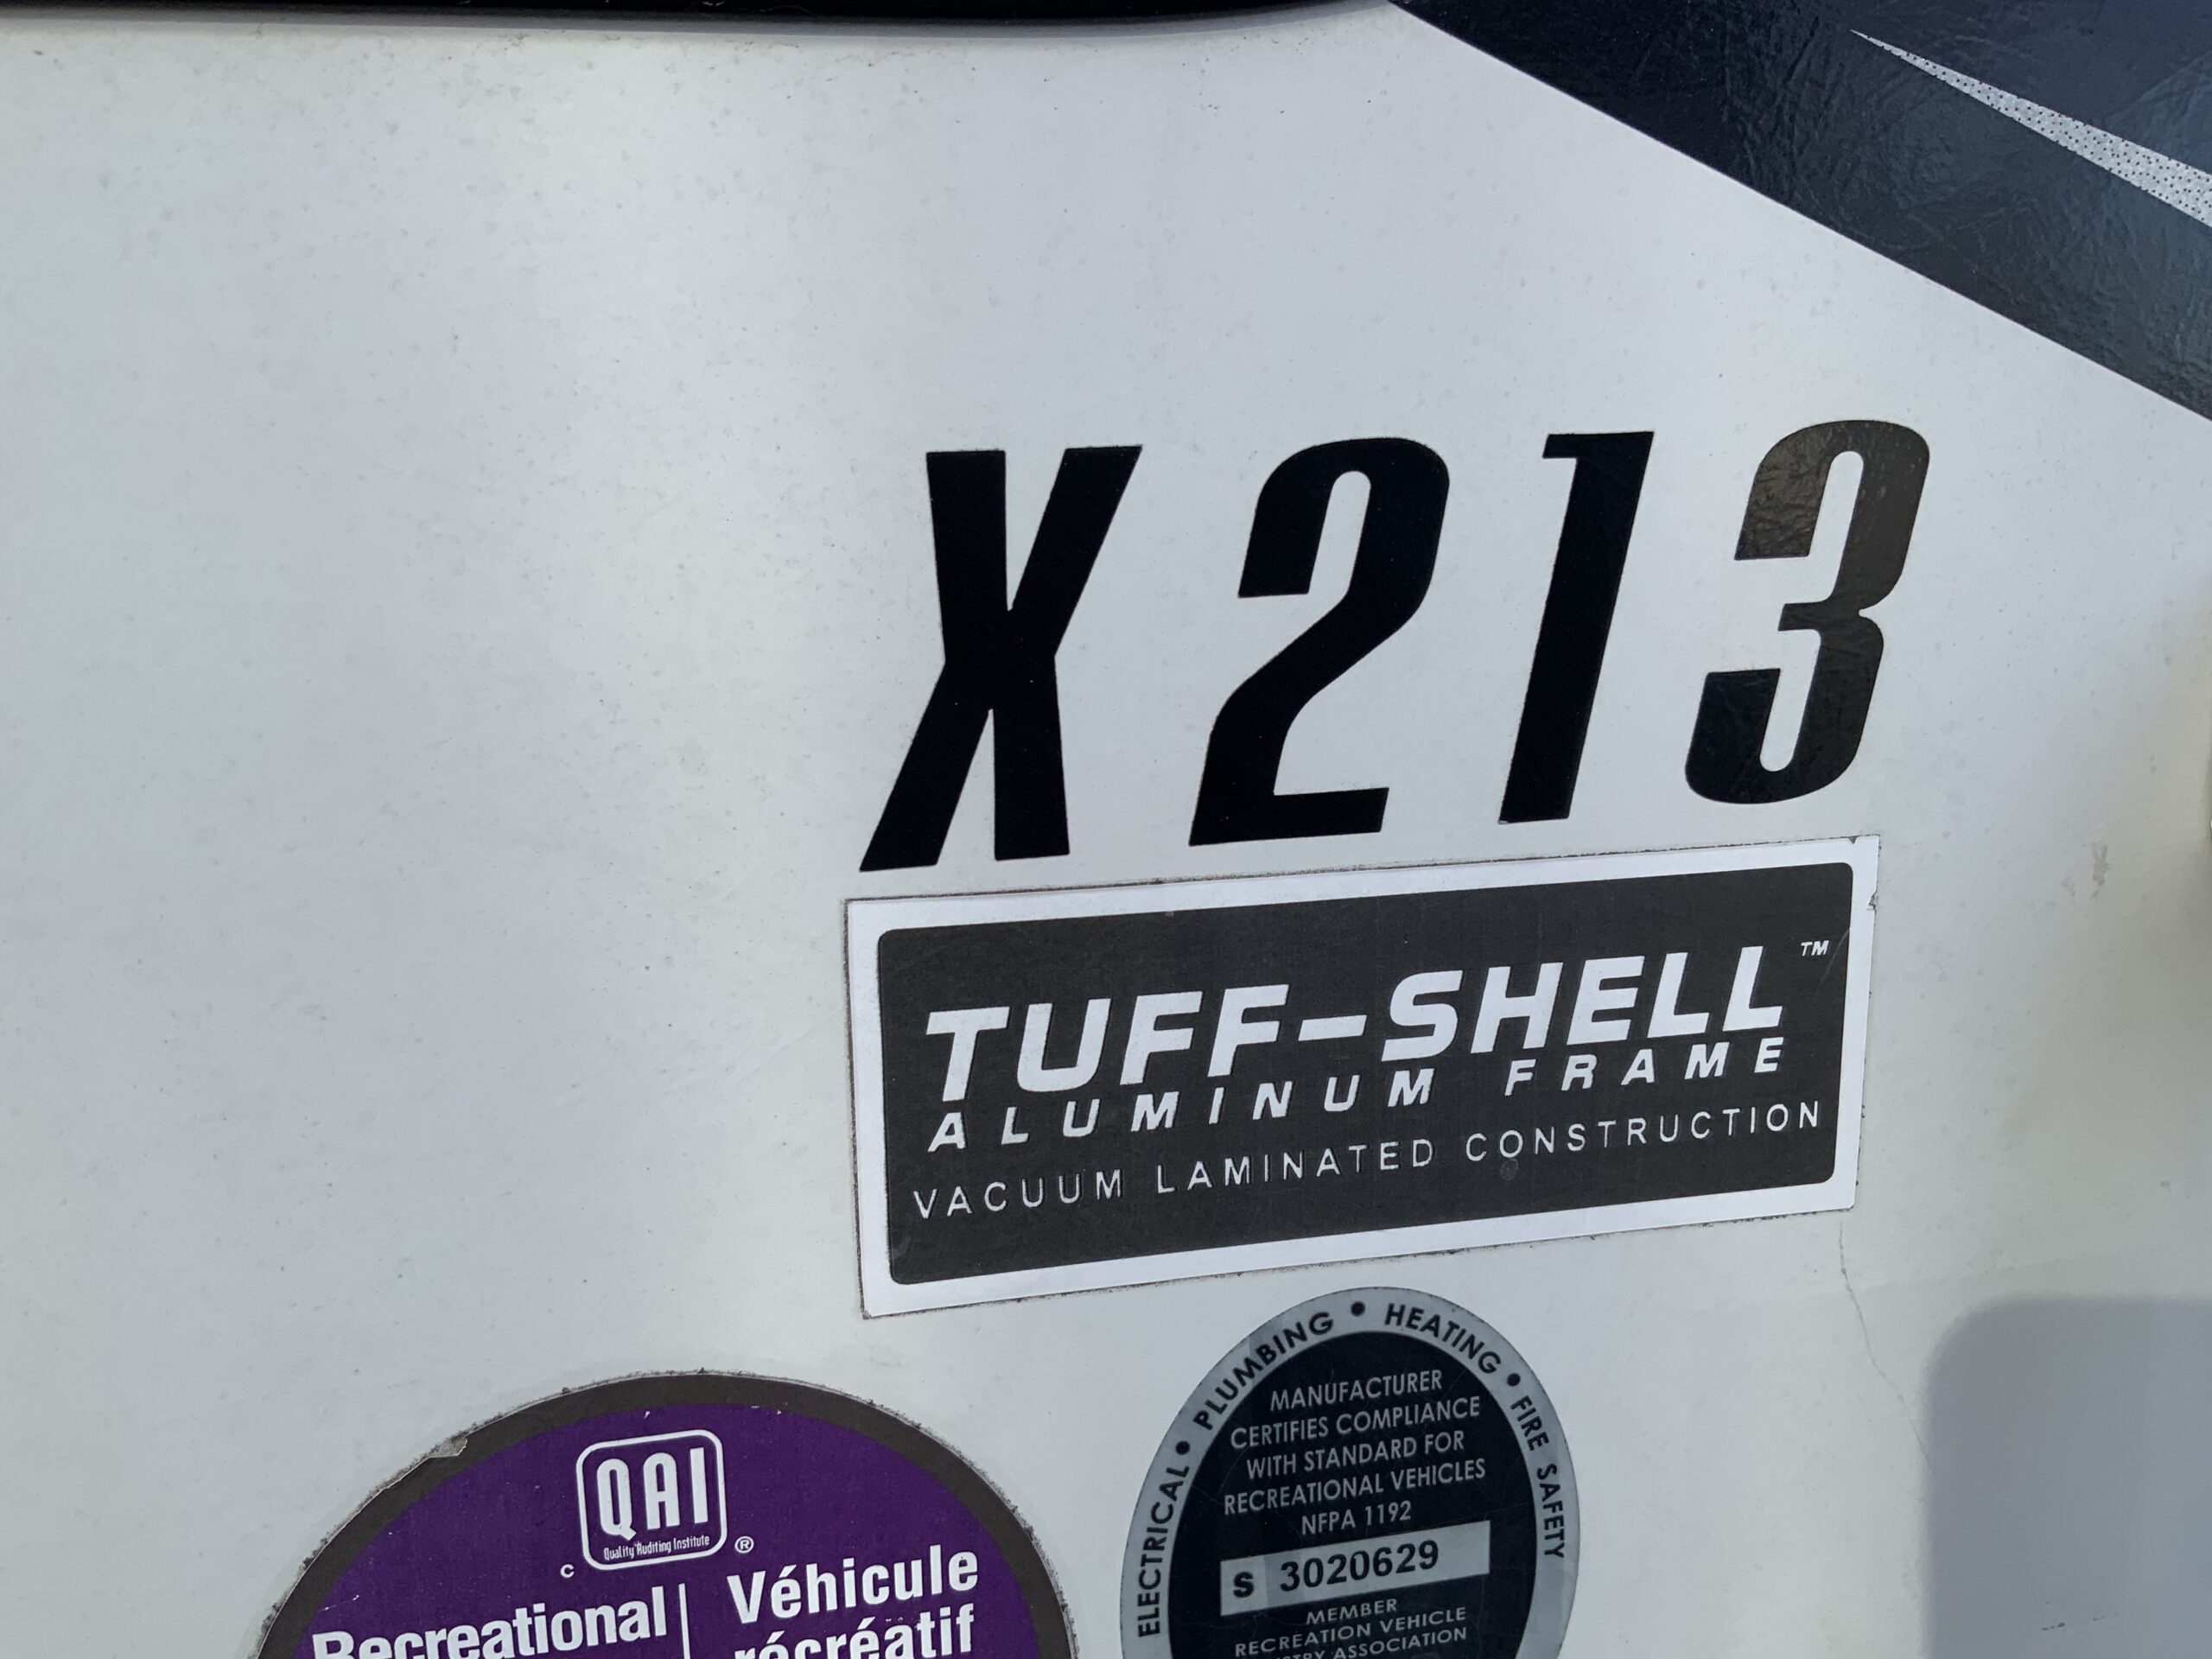 X213
TUFF-SHELL™
ALUMINUM FRAME
VACUUM LAMINATED CONSTRUCTION
ELECTRICAL • PLUMBING • HEATING • FIRE SAFETY
MANUFACTURER
CERTIFIES COMPLIANCE
WITH STANDARD FOR
RECREATIONAL VEHICLES
NFPA 1192
S 3020629
MEMBER
RECREATION VEHICLE
ASSOCIATION
QAI
Quality Auditing Institute
C ®
Recreational
Véhicule
récréatif